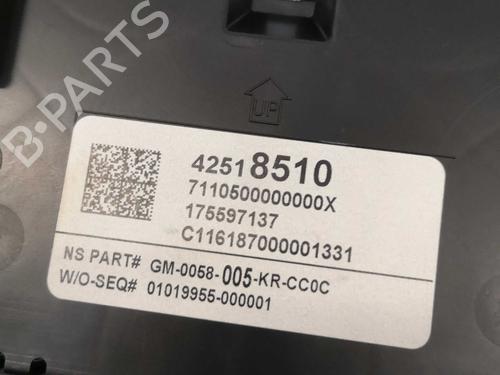 UP
42518510
7110500000000X
175597137
C116187000001331
NS PART# GM-0058-005-KR-CC0C
W/O-SEQ# 01019955-000001
B-PARTS